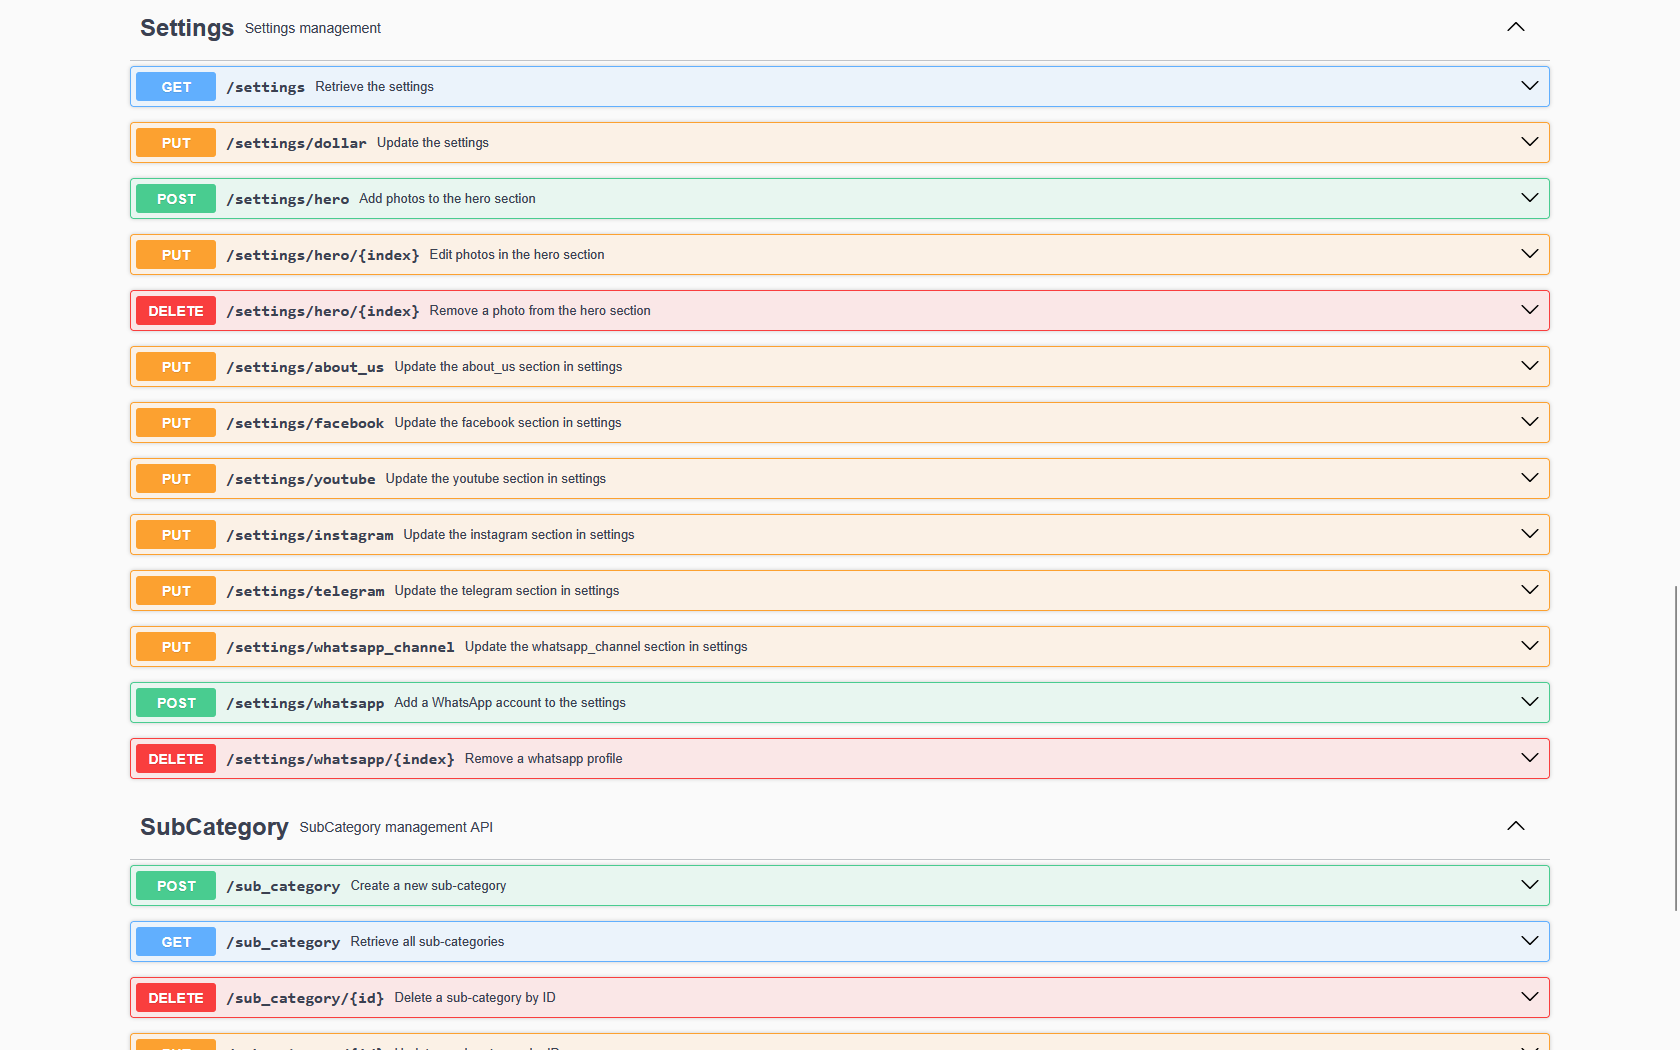 Settings Settings management
GET /settings Retrieve the settings
PUT /settings/dollar Update the settings
POST /settings/hero Add photos to the hero section
PUT /settings/hero/{index} Edit photos in the hero section
DELETE /settings/hero/{index} Remove a photo from the hero section
PUT /settings/about_us Update the about_us section in settings
PUT /settings/facebook Update the facebook section in settings
PUT /settings/youtube Update the youtube section in settings
PUT /settings/instagram Update the instagram section in settings
PUT /settings/telegram Update the telegram section in settings
PUT /settings/whatsapp_channel Update the whatsapp_channel section in settings
POST /settings/whatsapp Add a WhatsApp account to the settings
DELETE /settings/whatsapp/{index} Remove a whatsapp profile
SubCategory SubCategory management API
POST /sub_category Create a new sub-category
GET /sub_category Retrieve all sub-categories
DELETE /sub_category/{id} Delete a sub-category by ID